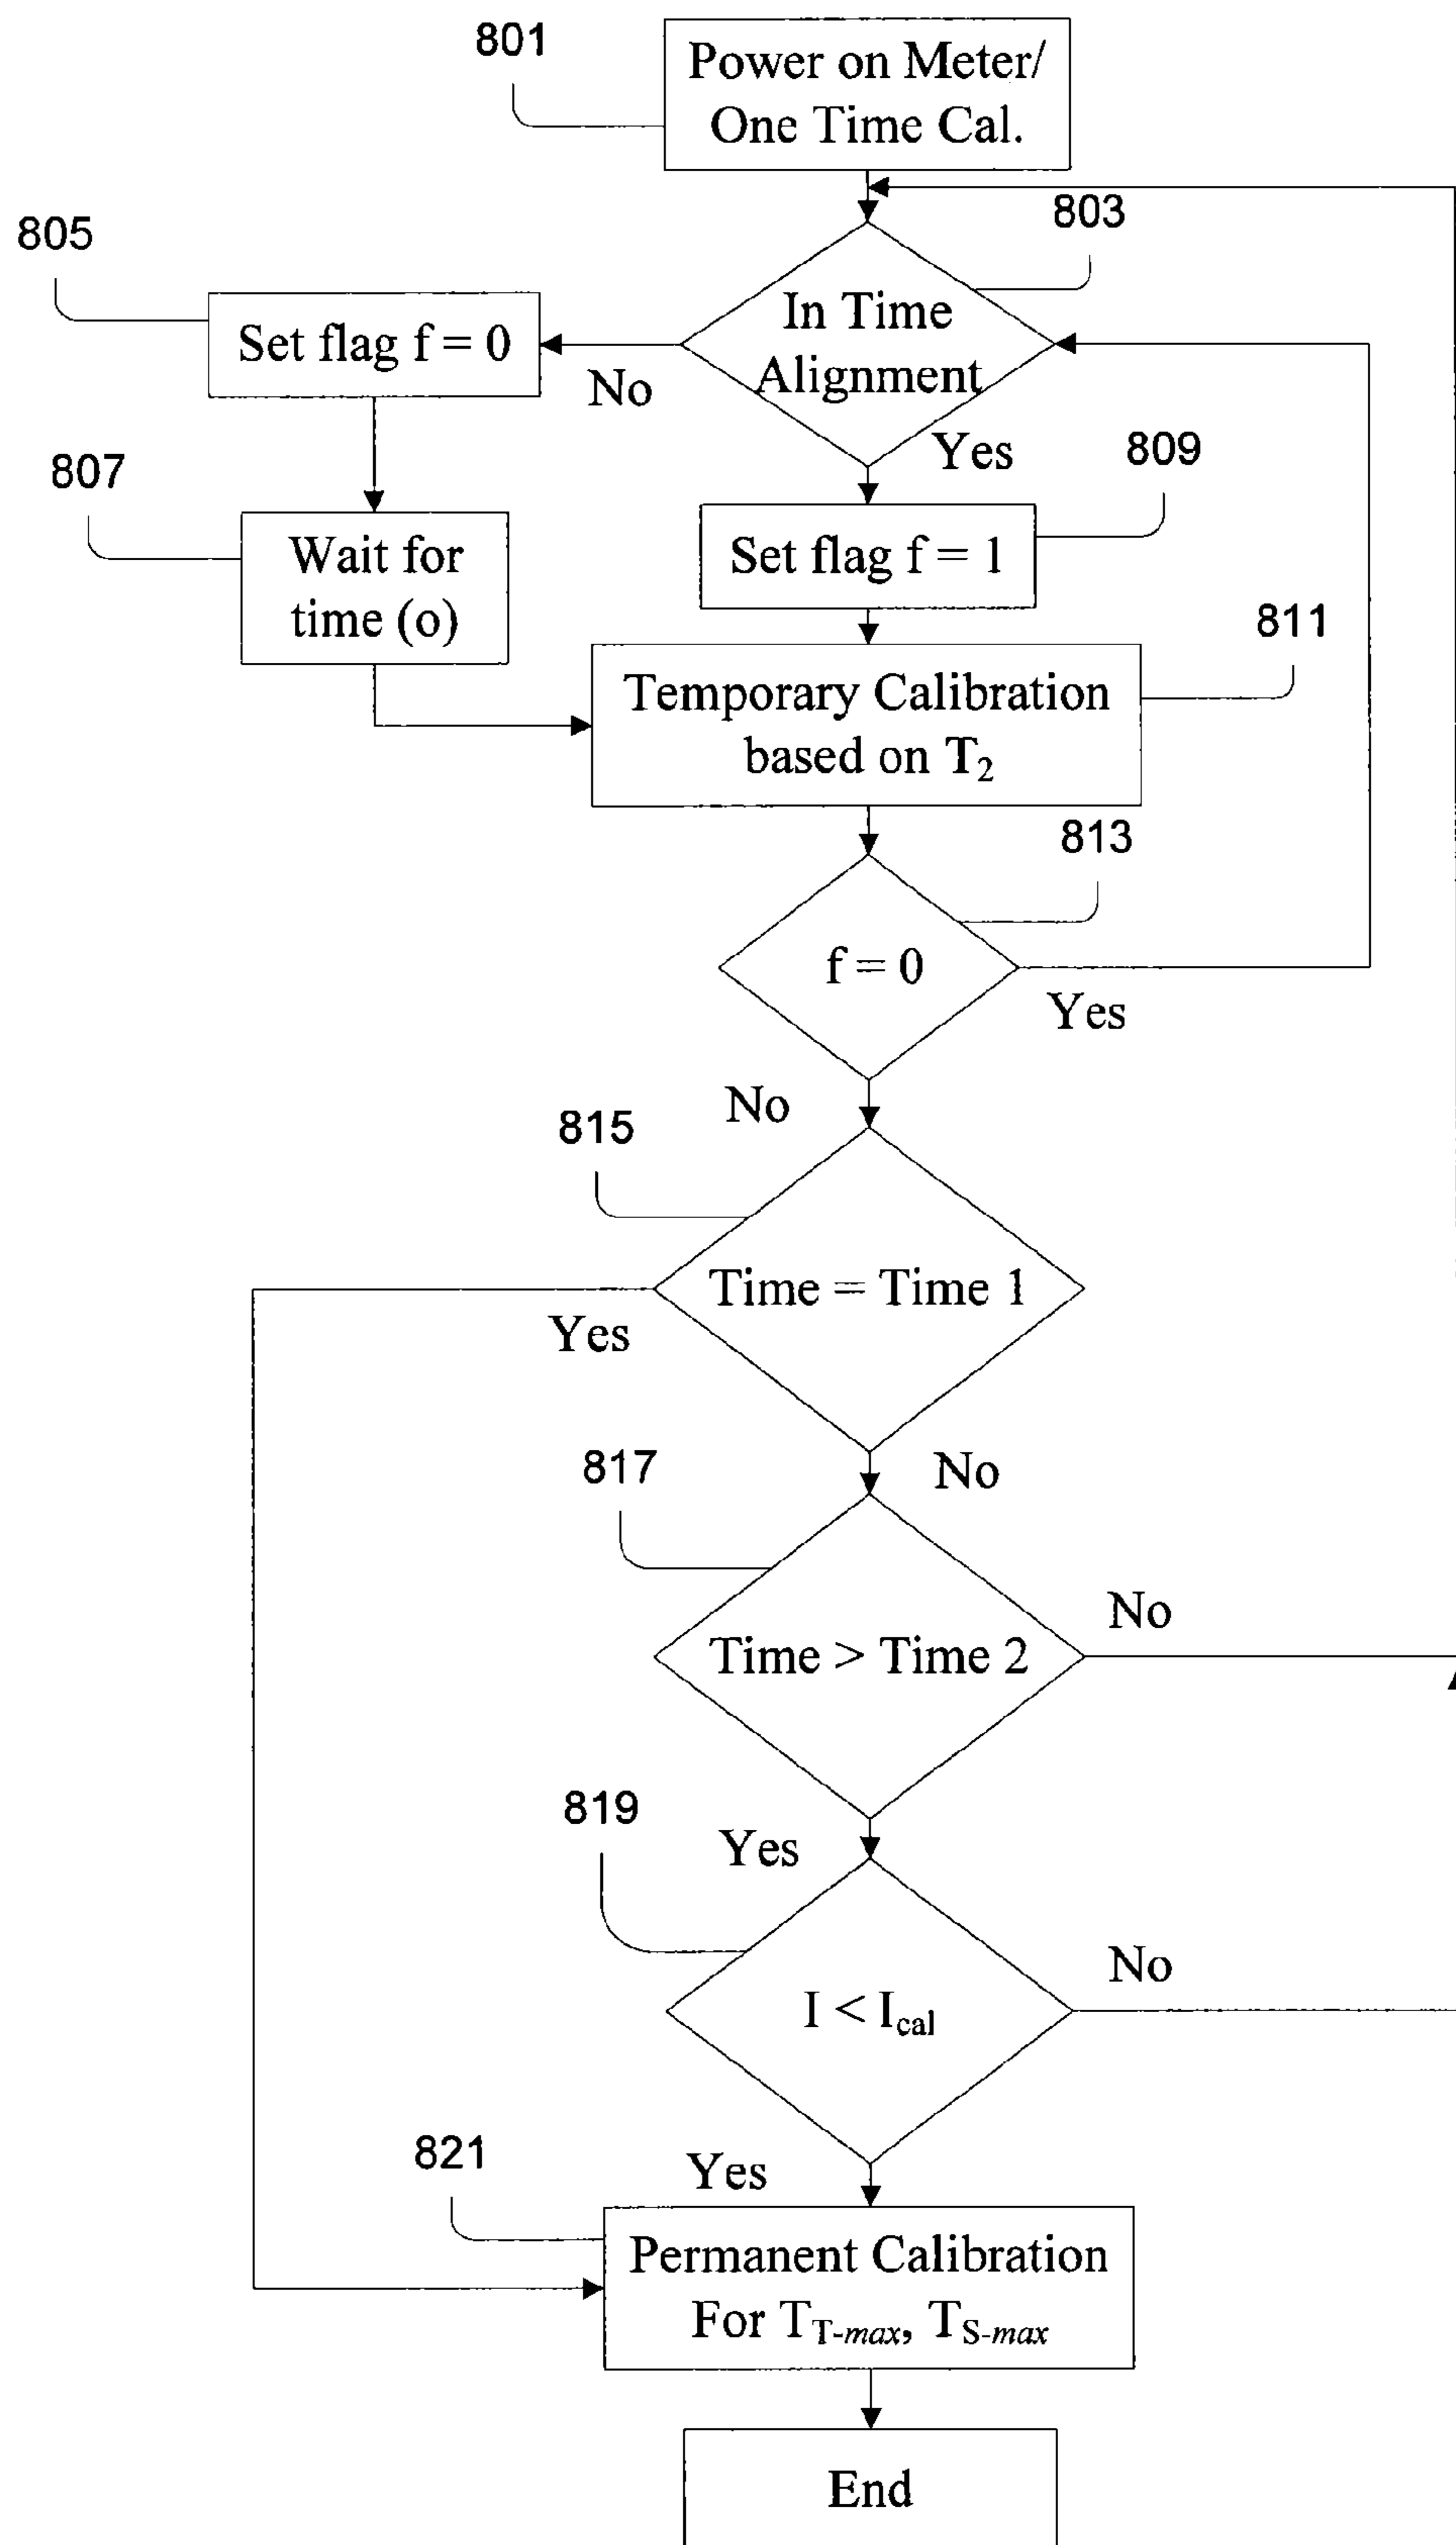 801
Power on Meter/
One Time Cal.
803
805
In Time
Alignment
Set flag f = 0
No
Yes
809
807
Wait for
time (o)
Set flag f = 1
811
Temporary Calibration
based on T₂
813
f = 0
Yes
No
815
Time = Time 1
Yes
No
817
No
Time > Time 2
819
Yes
No
I < Ical
821
Yes
Permanent Calibration
For TT-max, TS-max
End